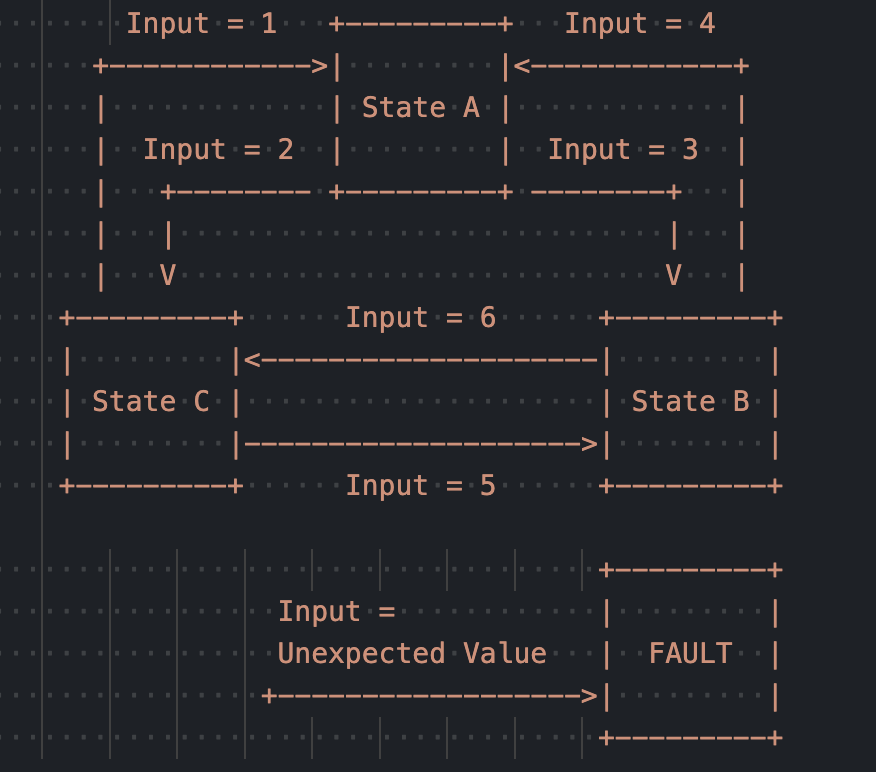 Input = 1 Input = 4
State A
Input = 2 Input = 3
V V
Input = 6
State C State B
Input = 5
Input =
Unexpected Value FAULT